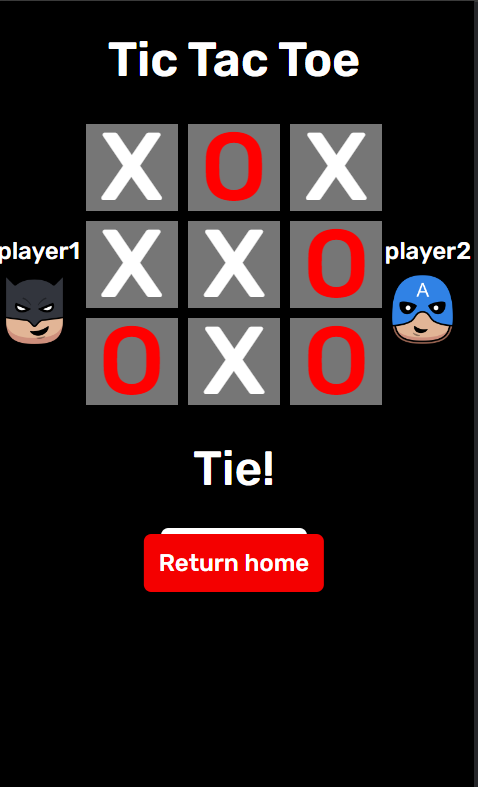 Tic Tac Toe
X O X
player1 X X O player2
A
O X O
Tie!
Return home